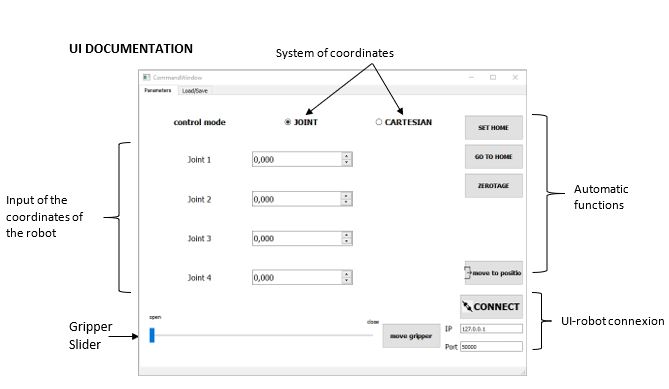 UI DOCUMENTATION
System of coordinates
CommandWindow
Parameters Load/Save
control mode JOINT CARTESIAN
SET HOME
GO TO HOME
ZEROTAGE
Joint 1 0,000
Joint 2 0,000
Joint 3 0,000
Joint 4 0,000
Input of the
coordinates of
the robot
Automatic
functions
move to positio
CONNECT
open
close
Gripper
Slider
move gripper
IP 127.0.0.1
Port 50000
UI-robot connexion